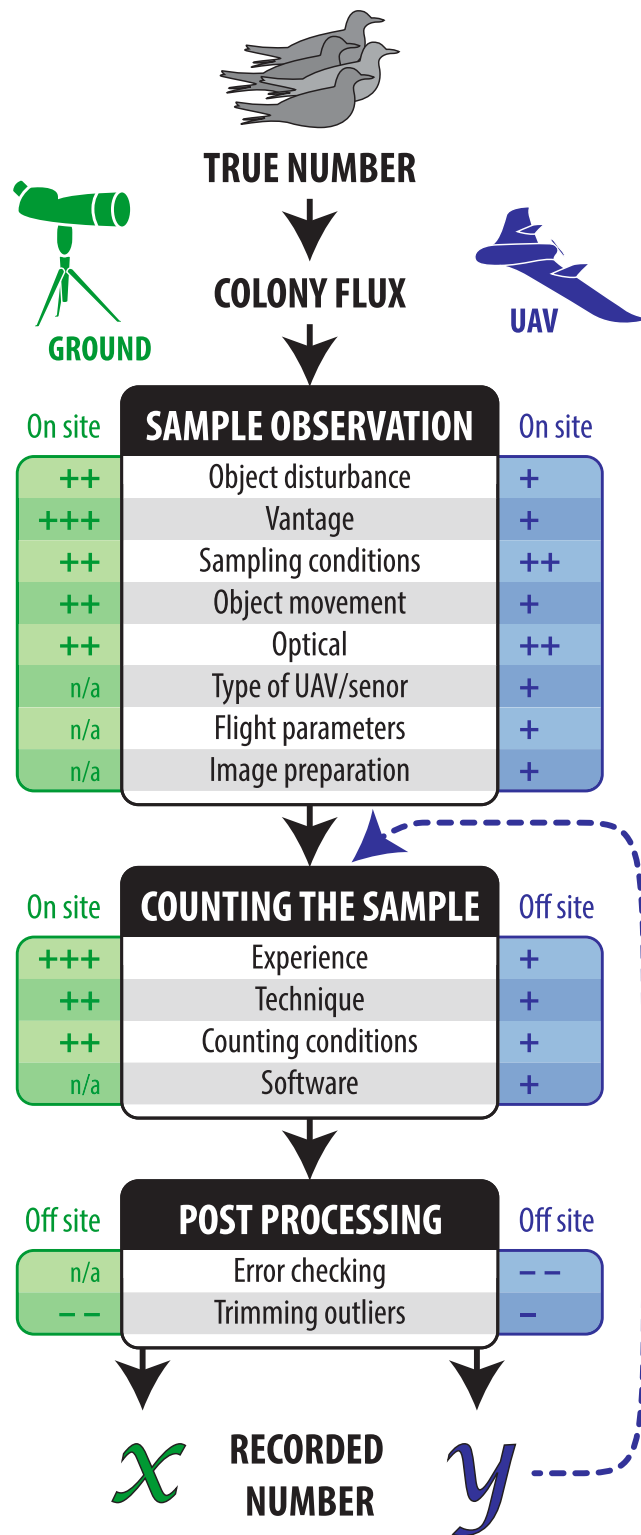 TRUE NUMBER
COLONY FLUX
GROUND
UAV
On site
SAMPLE OBSERVATION
On site
++ Object disturbance +
+++ Vantage +
++ Sampling conditions ++
++ Object movement +
++ Optical ++
n/a Type of UAV/senor +
n/a Flight parameters +
n/a Image preparation +
On site
COUNTING THE SAMPLE
Off site
+++ Experience +
++ Technique +
++ Counting conditions +
n/a Software +
Off site
POST PROCESSING
Off site
n/a Error checking – –
– – Trimming outliers –
x
RECORDED
NUMBER
y